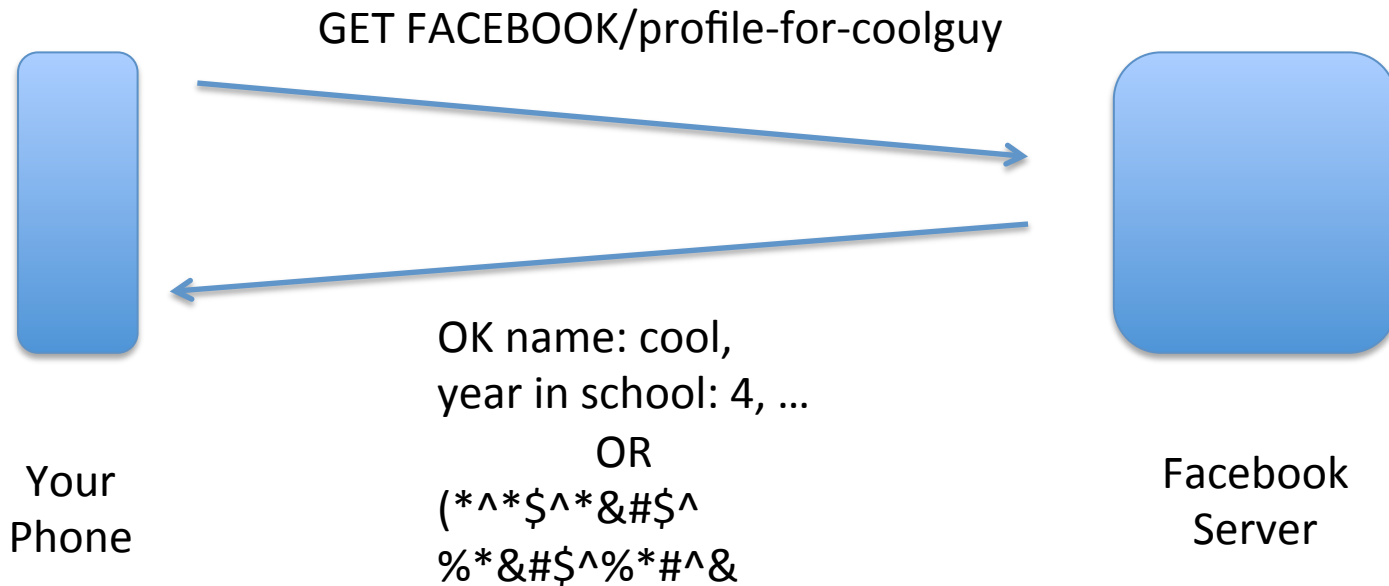 GET FACEBOOK/profile-for-coolguy
OK name: cool,
year in school: 4, …
OR
(*^*$^*&#$^
%*&#$^%*#^&
Your
Phone
Facebook
Server